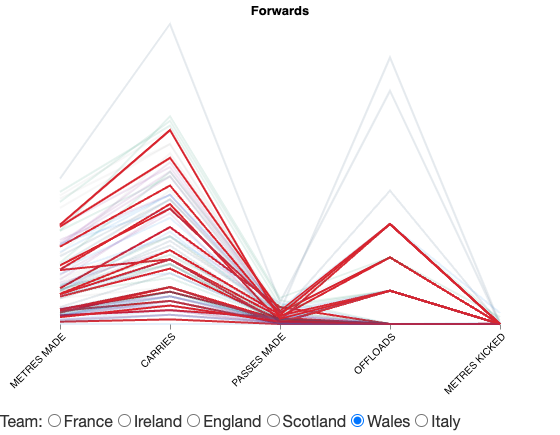 Forwards
METRES MADE
CARRIES
PASSES MADE
OFFLOADS
METRES KICKED
Team: France Ireland England Scotland Wales Italy